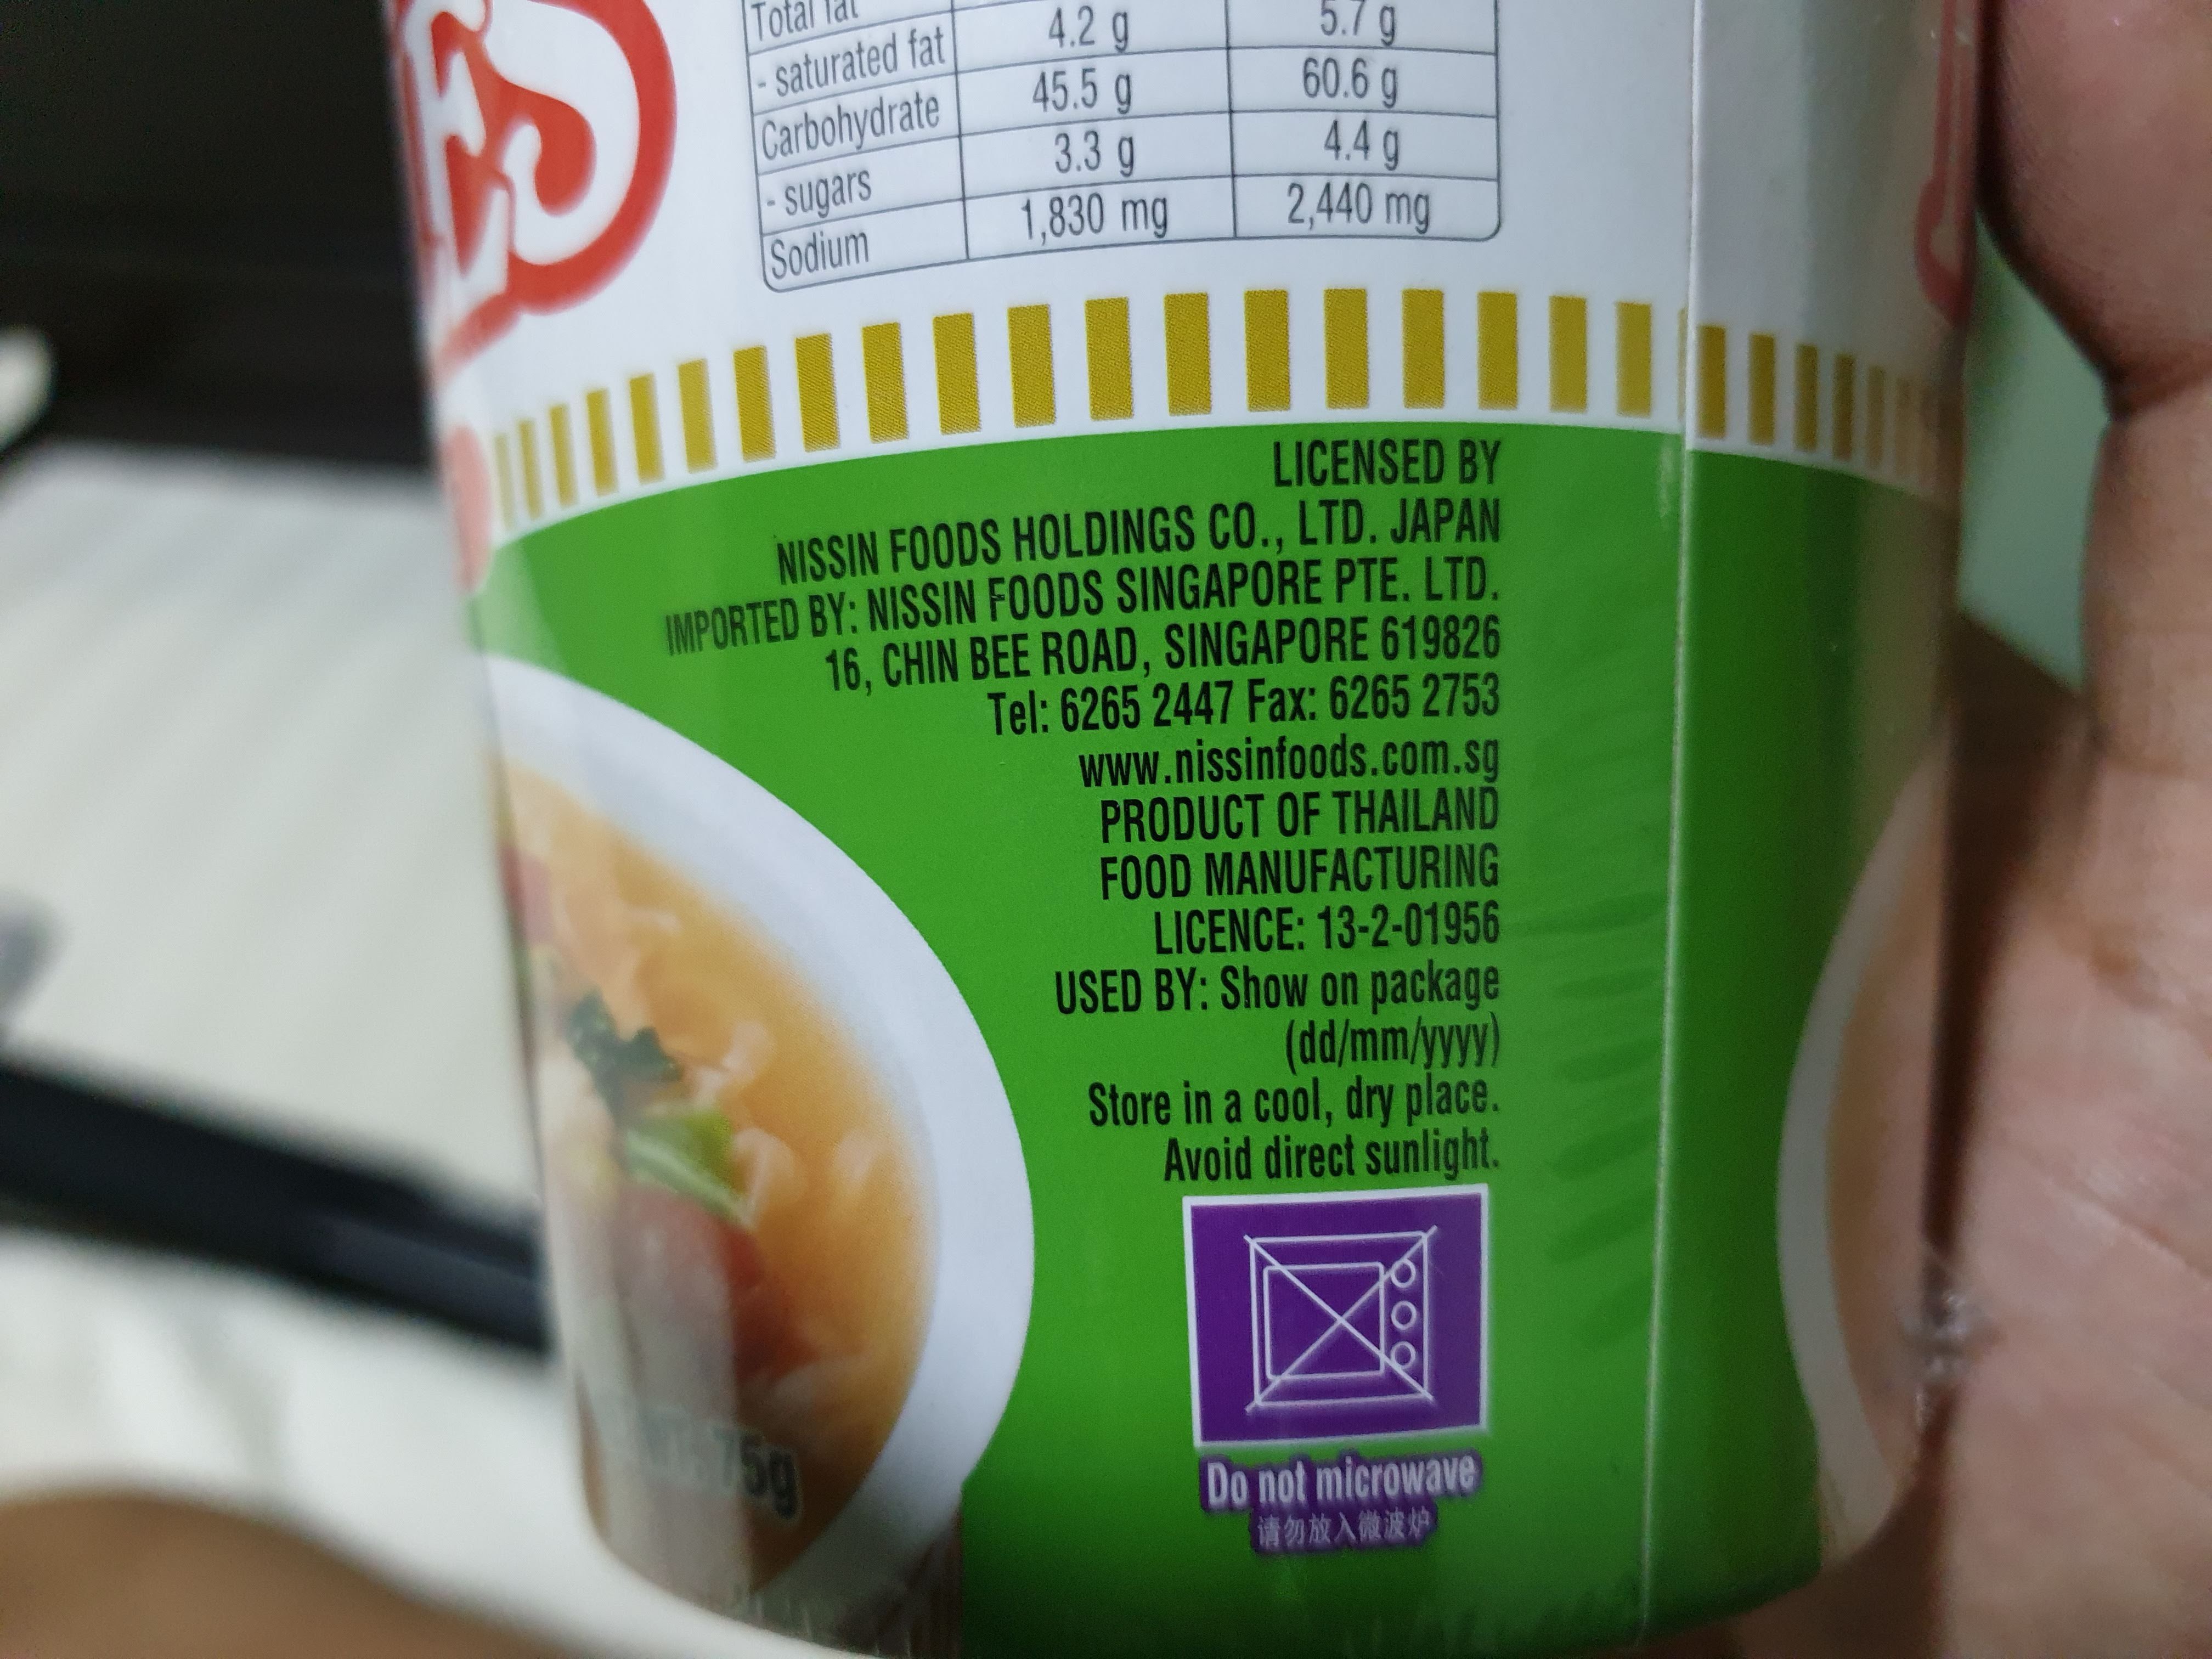 ES
Total fat
- saturated fat 4.2 g 5.7 g
Carbohydrate 45.5 g 60.6 g
- sugars 3.3 g 4.4 g
Sodium 1,830 mg 2,440 mg
LICENSED BY
NISSIN FOODS HOLDINGS CO., LTD. JAPAN
IMPORTED BY: NISSIN FOODS SINGAPORE PTE. LTD.
16, CHIN BEE ROAD, SINGAPORE 619826
Tel: 6265 2447 Fax: 6265 2753
www.nissinfoods.com.sg
PRODUCT OF THAILAND
FOOD MANUFACTURING
LICENCE: 13-2-01956
USED BY: Show on package
(dd/mm/yyyy)
Store in a cool, dry place.
Avoid direct sunlight.
75g
Do not microwave
请勿放入微波炉